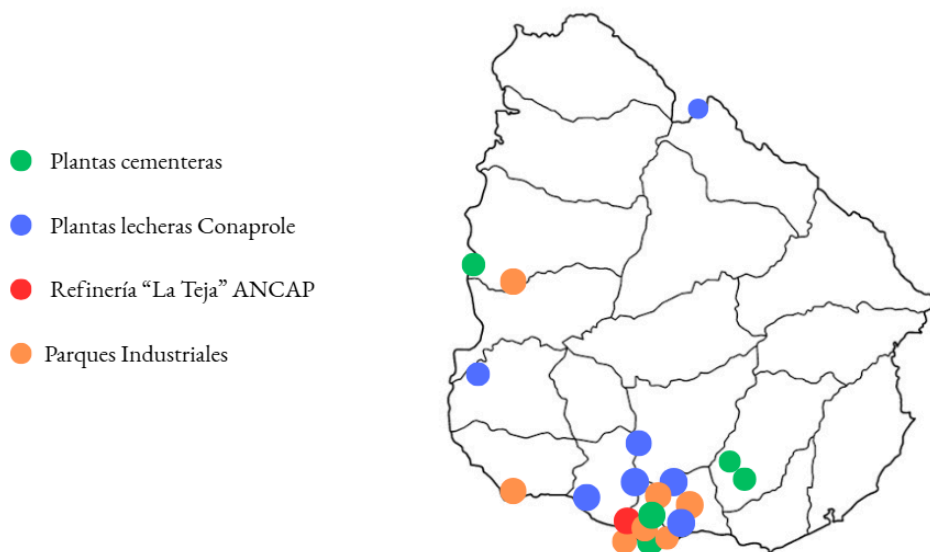 Plantas cementeras
Plantas lecheras Conaprole
Refinería “La Teja” ANCAP
Parques Industriales